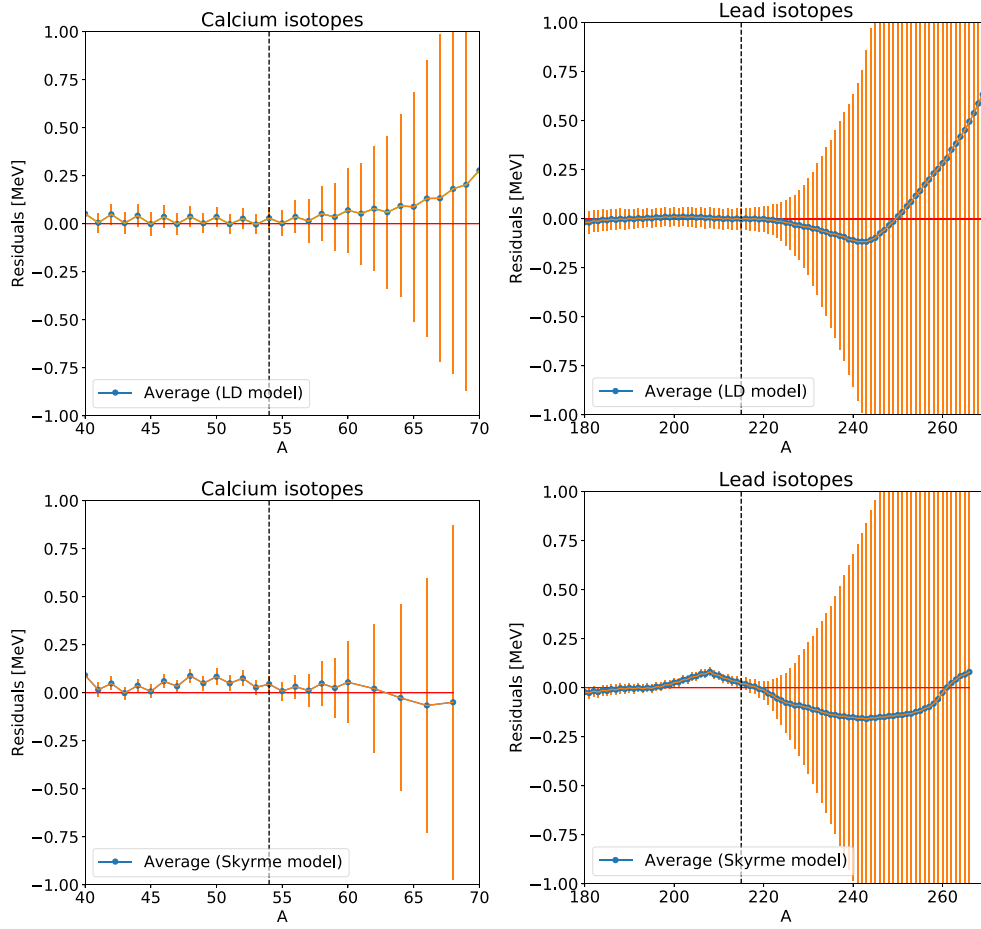 Calcium isotopes
1.00
0.75
0.50
0.25
0.00
−0.25
−0.50
−0.75
−1.00
Residuals [MeV]
Average (LD model)
40 45 50 55 60 65 70
A
Lead isotopes
1.00
0.75
0.50
0.25
0.00
−0.25
−0.50
−0.75
−1.00
Residuals [MeV]
Average (LD model)
180 200 220 240 260
A
Calcium isotopes
1.00
0.75
0.50
0.25
0.00
−0.25
−0.50
−0.75
−1.00
Residuals [MeV]
Average (Skyrme model)
40 45 50 55 60 65 70
A
Lead isotopes
1.00
0.75
0.50
0.25
0.00
−0.25
−0.50
−0.75
−1.00
Residuals [MeV]
Average (Skyrme model)
180 200 220 240 260
A